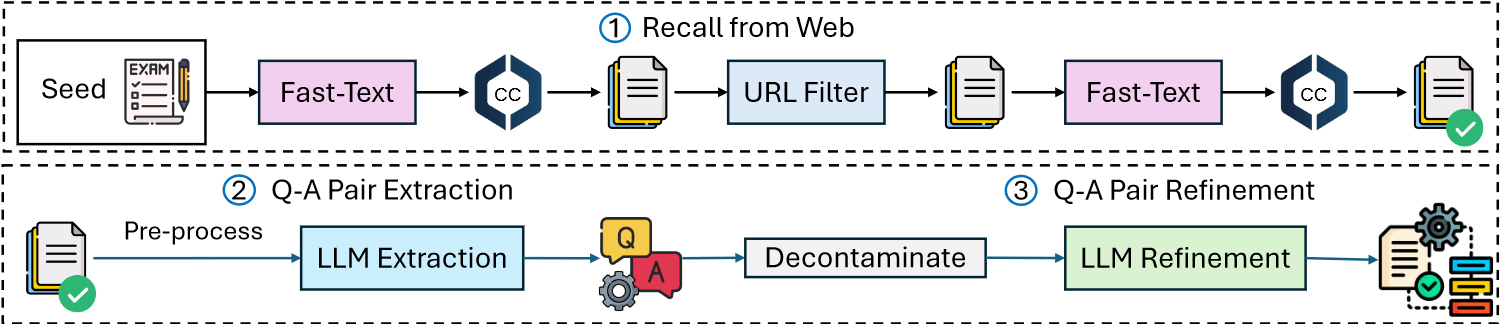 1 Recall from Web
Seed
EXAM
Fast-Text
CC
URL Filter
Fast-Text
CC
2 Q-A Pair Extraction
3 Q-A Pair Refinement
Pre-process
LLM Extraction
Q
A
Decontaminate
LLM Refinement